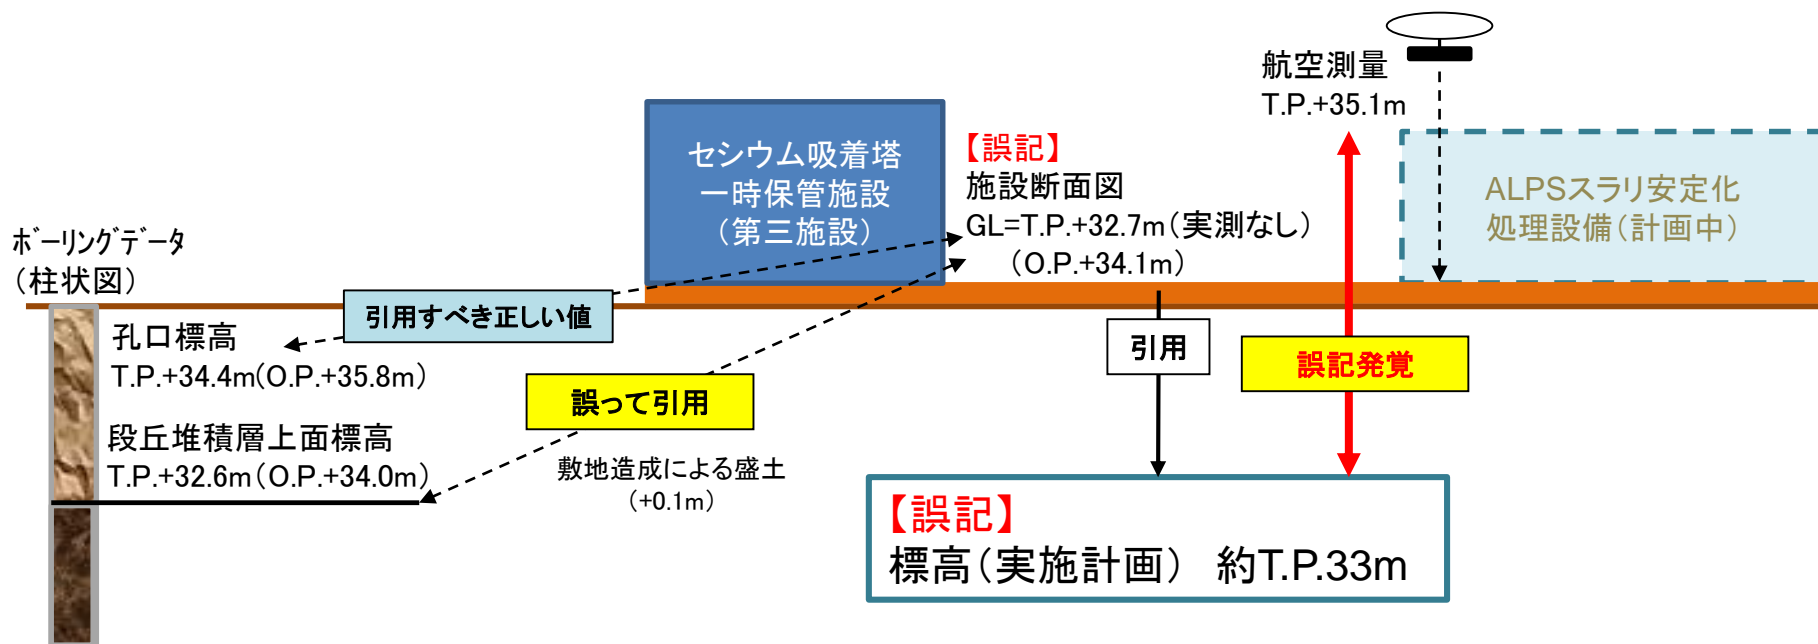 航空測量
T.P.+35.1m
セシウム吸着塔
一時保管施設
（第三施設）
【誤記】
施設断面図
GL=T.P.+32.7m（実測なし）
（O.P.+34.1m）
ALPSスラリ安定化
処理設備（計画中）
ﾎﾞｰﾘﾝｸﾞﾃﾞｰﾀ
（柱状図）
引用すべき正しい値
孔口標高
T.P.+34.4m(O.P.+35.8m)
引用
誤記発覚
誤って引用
段丘堆積層上面標高
T.P.+32.6m（O.P.+34.0m）
敷地造成による盛土
(+0.1m)
【誤記】
標高（実施計画）　約T.P.33m